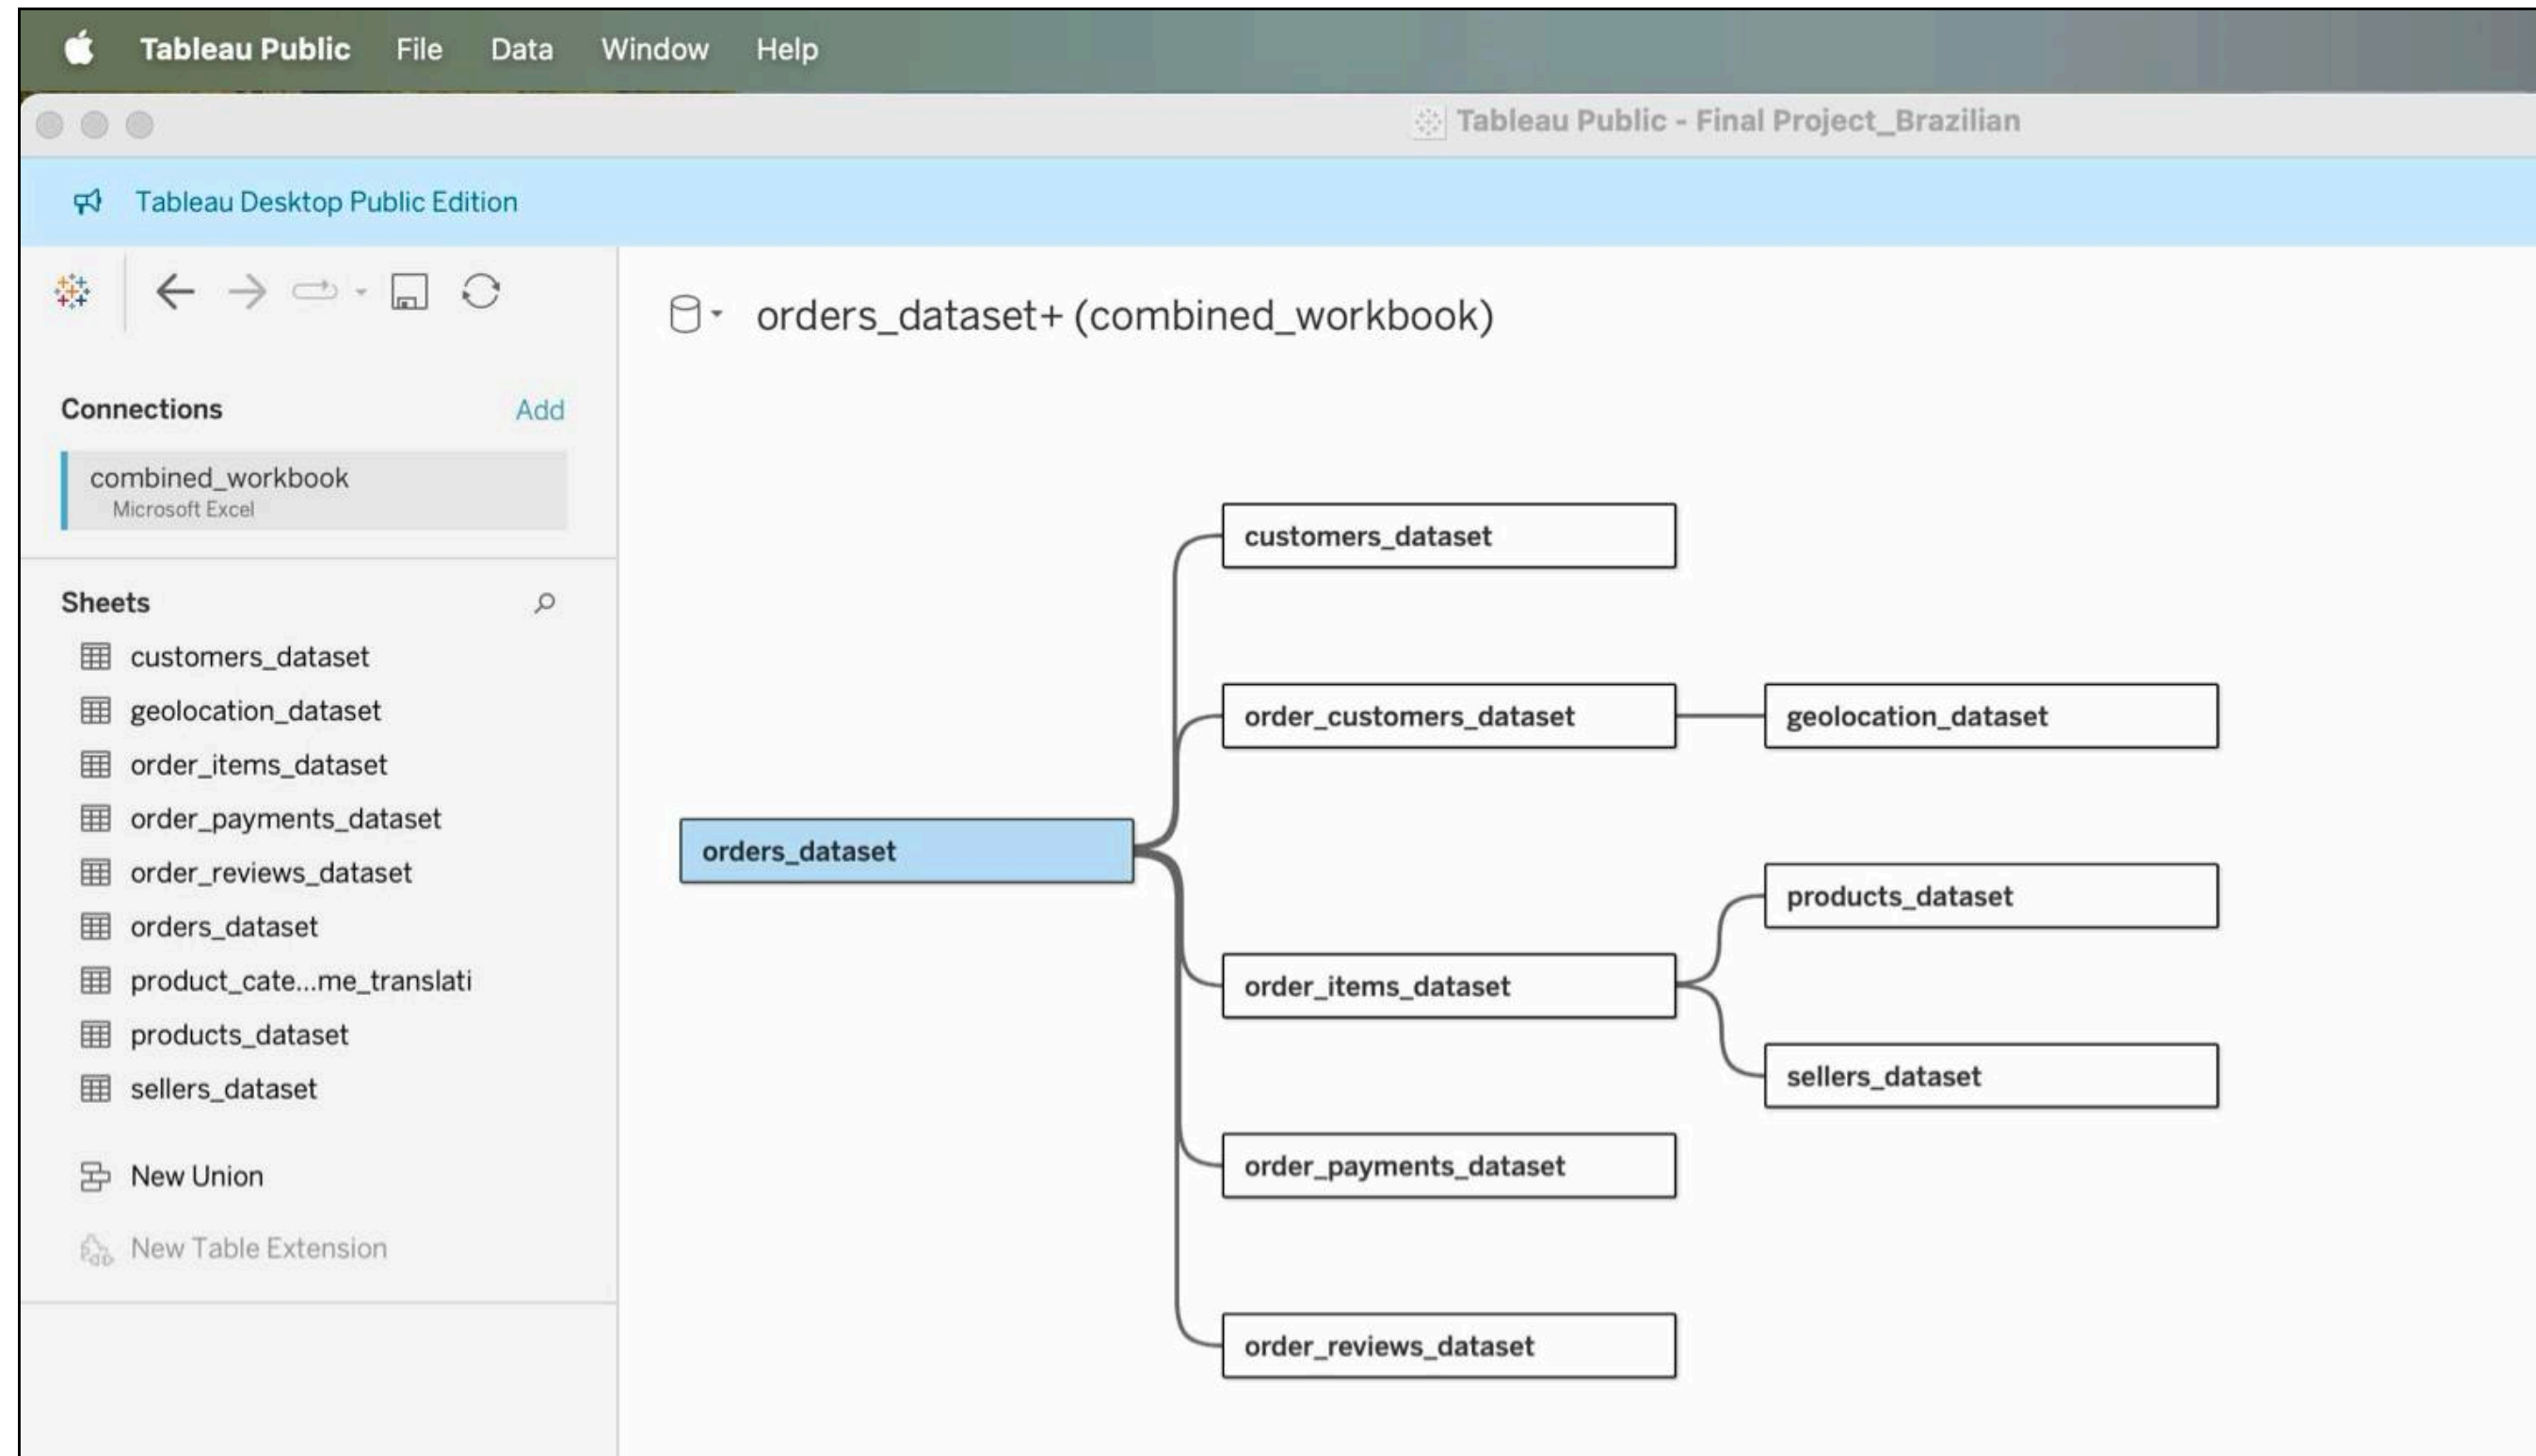 Tableau Public File Data Window Help
Tableau Public - Final Project_Brazilian
Tableau Desktop Public Edition
orders_dataset+ (combined_workbook)
Connections Add
combined_workbook
Microsoft Excel
Sheets
customers_dataset
geolocation_dataset
order_items_dataset
order_payments_dataset
order_reviews_dataset
orders_dataset
product_cate...me_translati
products_dataset
sellers_dataset
New Union
New Table Extension
orders_dataset
customers_dataset
order_customers_dataset
geolocation_dataset
order_items_dataset
products_dataset
sellers_dataset
order_payments_dataset
order_reviews_dataset